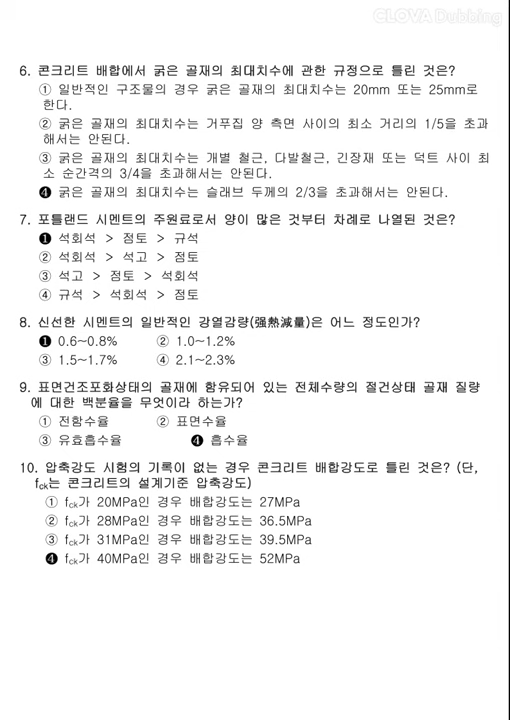 CLOVA Dubbing
6. 콘크리트 배합에서 굵은 골재의 최대치수에 관한 규정으로 틀린 것은?
① 일반적인 구조물의 경우 굵은 골재의 최대치수는 20mm 또는 25mm로
한다.
② 굵은 골재의 최대치수는 거푸집 양 측면 사이의 최소 거리의 1/5을 초과
해서는 안된다.
③ 굵은 골재의 최대치수는 개별 철근, 다발철근, 긴장재 또는 덕트 사이 최
소 순간격의 3/4을 초과해서는 안된다.
❹ 굵은 골재의 최대치수는 슬래브 두께의 2/3을 초과해서는 안된다.
7. 포틀랜드 시멘트의 주원료로서 양이 많은 것부터 차례로 나열된 것은?
❶ 석회석 > 점토 > 규석
② 석회석 > 석고 > 점토
③ 석고 > 점토 > 석회석
④ 규석 > 석회석 > 점토
8. 신선한 시멘트의 일반적인 강열감량(强熱減量)은 어느 정도인가?
❶ 0.6~0.8% ② 1.0~1.2%
③ 1.5~1.7% ④ 2.1~2.3%
9. 표면건조포화상태의 골재에 함유되어 있는 전체수량의 절건상태 골재 질량
에 대한 백분율을 무엇이라 하는가?
① 전함수율 ② 표면수율
③ 유효흡수율 ❹ 흡수율
10. 압축강도 시험의 기록이 없는 경우 콘크리트 배합강도로 틀린 것은? (단,
fck는 콘크리트의 설계기준 압축강도)
① fck가 20MPa인 경우 배합강도는 27MPa
② fck가 28MPa인 경우 배합강도는 36.5MPa
③ fck가 31MPa인 경우 배합강도는 39.5MPa
❹ fck가 40MPa인 경우 배합강도는 52MPa